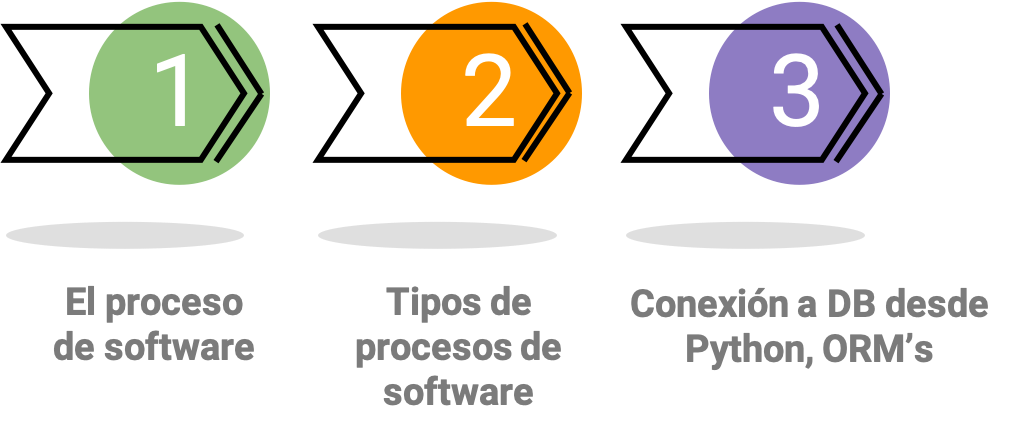 1
El proceso
de software
2
Tipos de
procesos de
software
3
Conexión a DB desde
Python, ORM’s